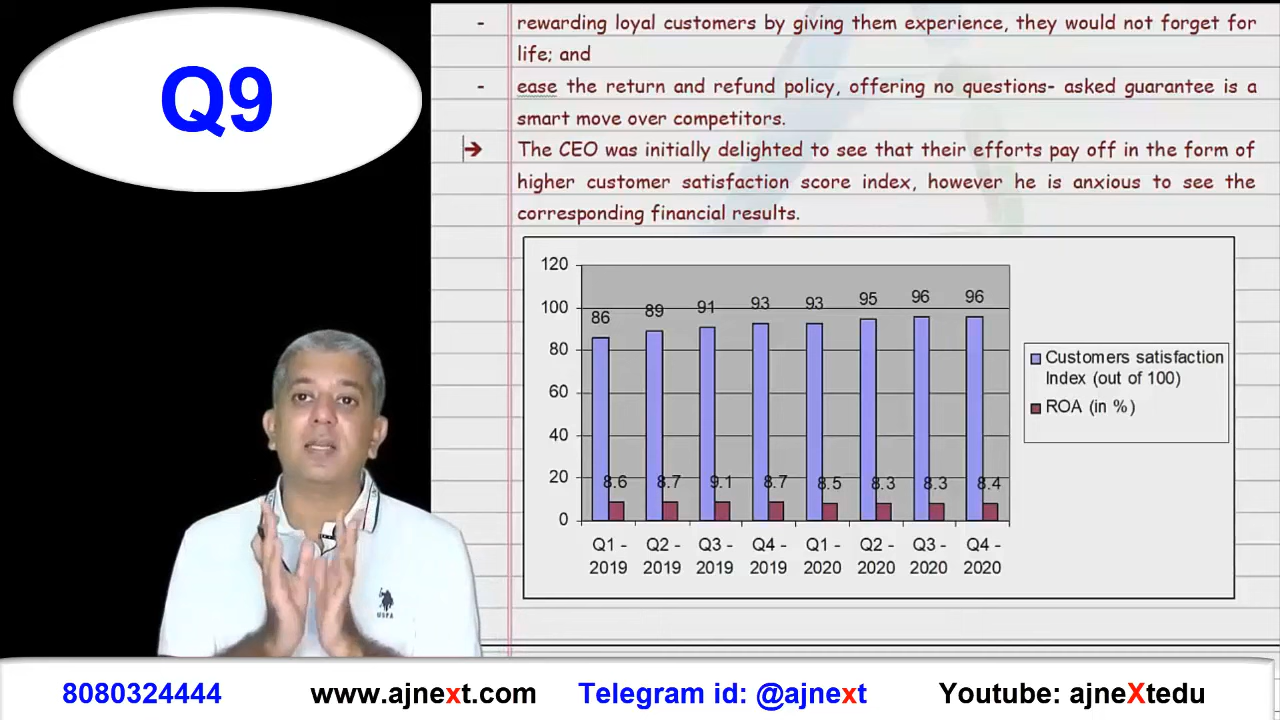 Q9
- rewarding loyal customers by giving them experience, they would not forget for
life; and
- ease the return and refund policy, offering no questions- asked guarantee is a
smart move over competitors.
➔ The CEO was initially delighted to see that their efforts pay off in the form of
higher customer satisfaction score index, however he is anxious to see the
corresponding financial results.
120
100
80
60
40
20
0
86 89 91 93 93 95 96 96
8.6 8.7 9.1 8.7 8.5 8.3 8.3 8.4
Q1 - Q2 - Q3 - Q4 - Q1 - Q2 - Q3 - Q4 -
2019 2019 2019 2019 2020 2020 2020 2020
Customers satisfaction
Index (out of 100)
ROA (in %)
USPA
8080324444 www.ajnext.com Telegram id: @ajnext Youtube: ajneXtedu